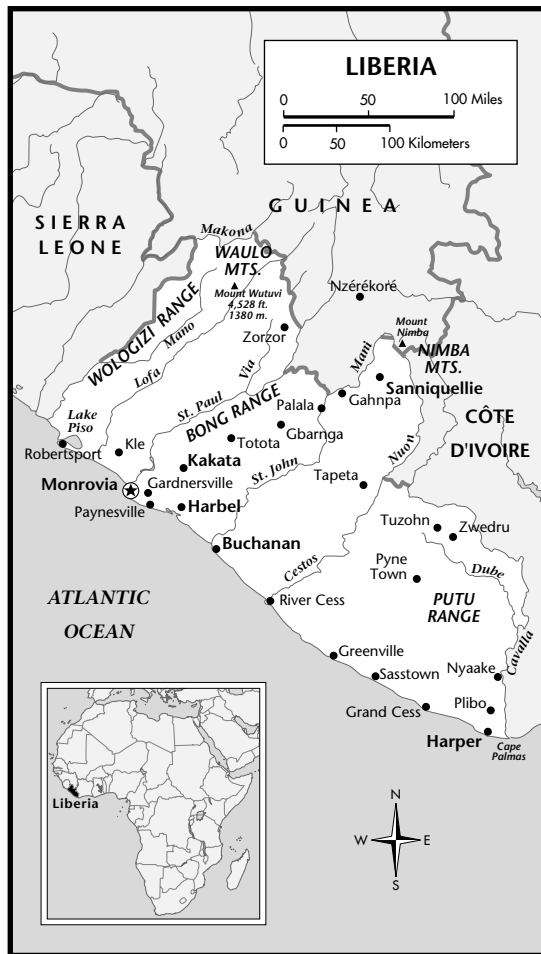 LIBERIA
0 50 100 Miles
0 50 100 Kilometers
SIERRA
LEONE
GUINEA
Makona
WAULO
MTS.
Mount Wutuvi
4,528 ft.
1380 m.
Nzérékoré
WOLOGIZI RANGE
Mano
Lofa
Zorzor
Via
Mount
Nimba
NIMBA
MTS.
Mani
Sanniquellie
St. Paul
BONG RANGE
Palala
Gahnpa
CÔTE
D'IVOIRE
Lake
Piso
Robertsport
Kle
Totota
Gbarnga
Nuon
Kakata
St. John
Tapeta
Monrovia
Gardnersville
Paynesville
Harbel
Tuzohn
Zwedru
Buchanan
Cestos
Pyne
Town
Dube
ATLANTIC
OCEAN
River Cess
PUTU
RANGE
Greenville
Sasstown
Nyaake
Cavalla
Grand Cess
Plibo
Harper
Cape
Palmas
Liberia
N
W E
S